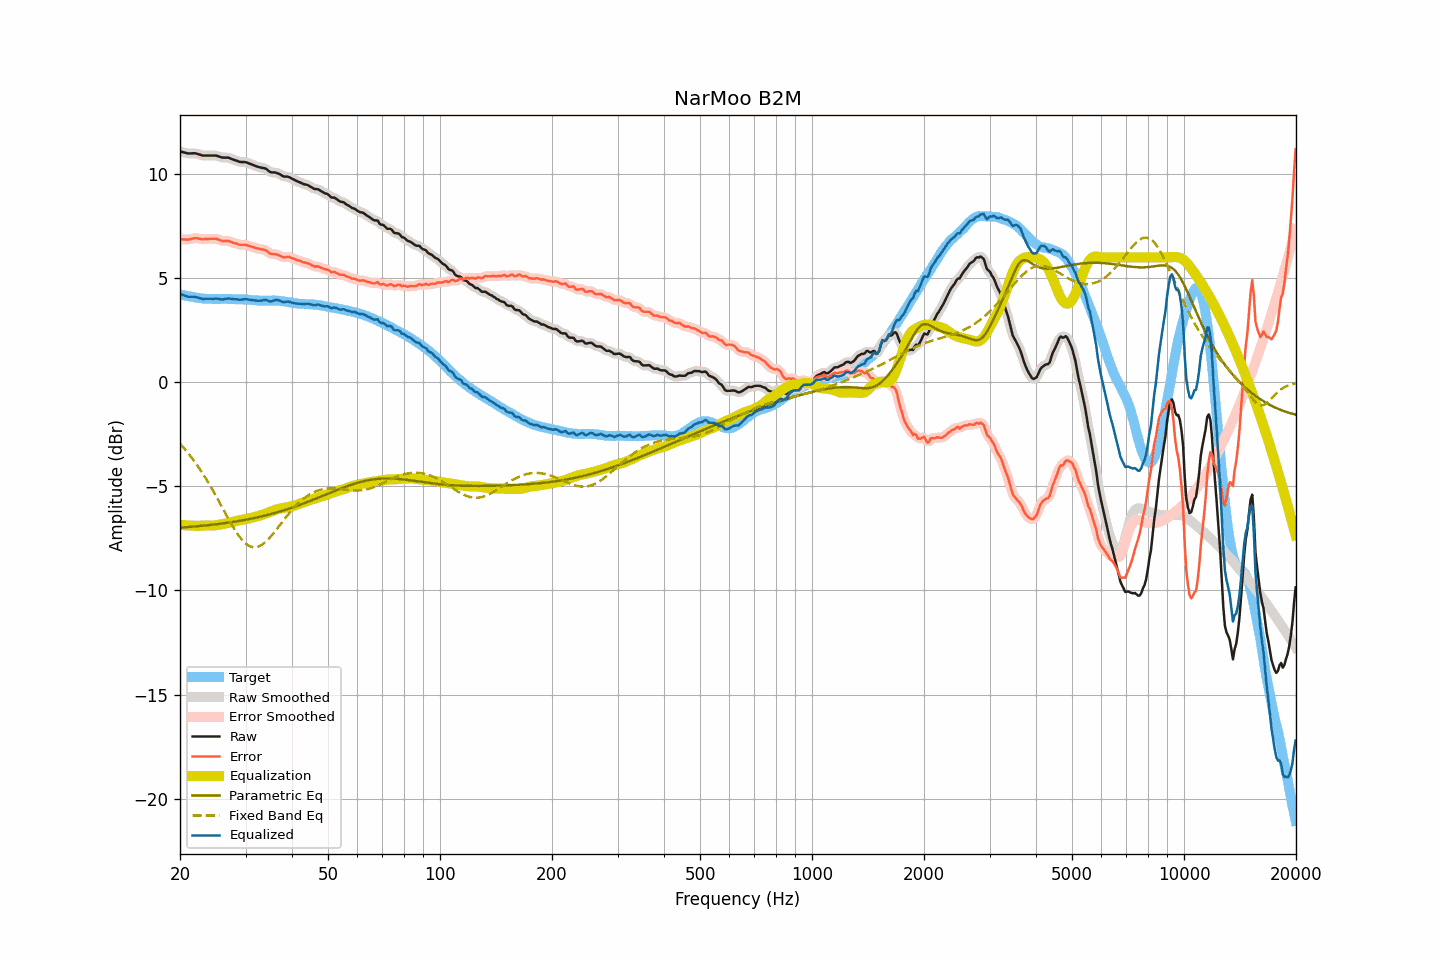 NarMoo B2M
Amplitude (dBr)
10
5
0
−5
−10
−15
−20
Target
Raw Smoothed
Error Smoothed
Raw
Error
Equalization
Parametric Eq
Fixed Band Eq
Equalized
20 50 100 200 500 1000 2000 5000 10000 20000
Frequency (Hz)